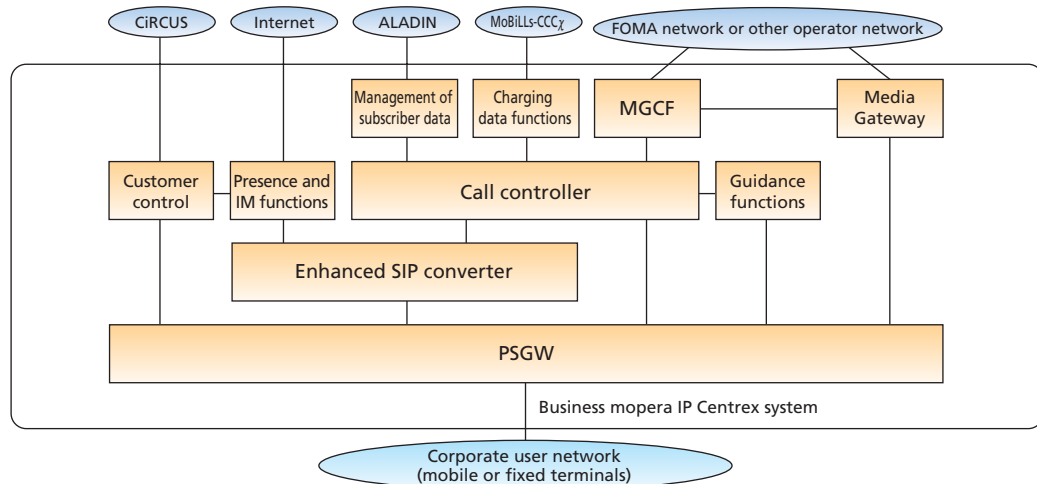 CiRCUS
Internet
ALADIN
MoBiLLs-CCCχ
FOMA network or other operator network
Management of
subscriber data
Charging
data functions
MGCF
Media
Gateway
Customer
control
Presence and
IM functions
Call controller
Guidance
functions
Enhanced SIP converter
PSGW
Business mopera IP Centrex system
Corporate user network
(mobile or fixed terminals)